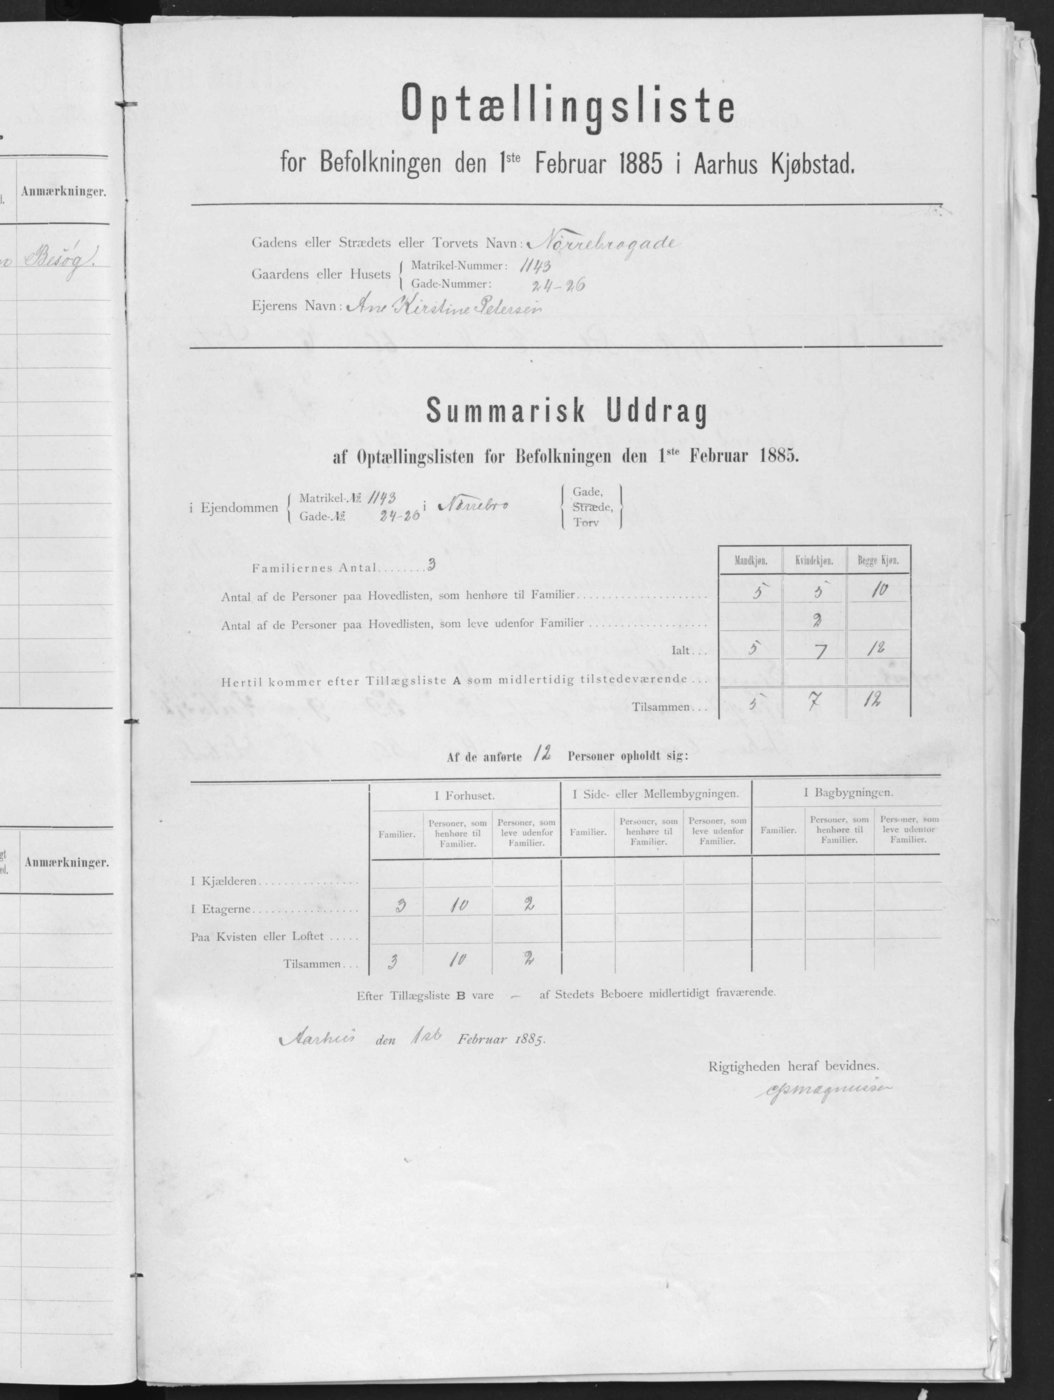 Anmærkninger.
Besøg.
Anmærkninger.
Optællingsliste
for Befolkningen den 1ste Februar 1885 i Aarhus Kjøbstad.
Gadens eller Strædets eller Torvets Navn: Nørrebrogade
Gaardens eller Husets
Matrikel-Nummer: 1143
Gade-Nummer: 24-26
Ejerens Navn: Ane Kirstine Petersen
Summarisk Uddrag
af Optællingslisten for Befolkningen den 1ste Februar 1885.
i Ejendommen
Matrikel-№ 1143
Gade-№ 24-26
i Nørrebro
Gade,
Stræde,
Torv
Mandkjøn. Kvindekjøn. Begge Kjøn.
Familiernes Antal........3
Antal af de Personer paa Hovedlisten, som henhøre til Familier.................... 5 5 10
Antal af de Personer paa Hovedlisten, som leve udenfor Familier................... 2
Ialt... 5 7 12
Hertil kommer efter Tillægsliste A som midlertidig tilstedeværende...
Tilsammen... 5 7 12
Af de anførte 12 Personer opholdt sig:
I Forhuset. I Side- eller Mellembygningen. I Bagbygningen.
Familier. Personer, som henhøre til Familier. Personer, som leve udenfor Familier. Familier. Personer, som henhøre til Familier. Personer, som leve udenfor Familier. Familier. Personer, som henhøre til Familier. Personer, som leve udenfor Familier.
I Kjælderen................
I Etagerne................. 3 10 2
Paa Kvisten eller Loftet.....
Tilsammen... 3 10 2
Efter Tillægsliste B vare — af Stedets Beboere midlertidigt fraværende.
Aarhus den 1ste Februar 1885.
Rigtigheden heraf bevidnes.